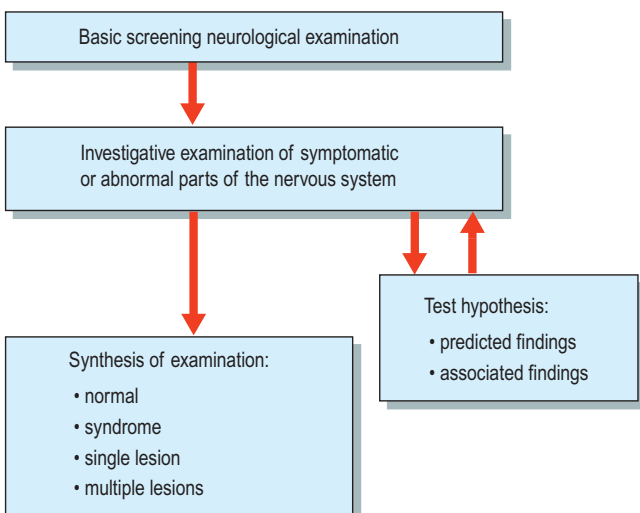 Basic screening neurological examination
Investigative examination of symptomatic
or abnormal parts of the nervous system
Test hypothesis:
• predicted findings
• associated findings
Synthesis of examination:
• normal
• syndrome
• single lesion
• multiple lesions